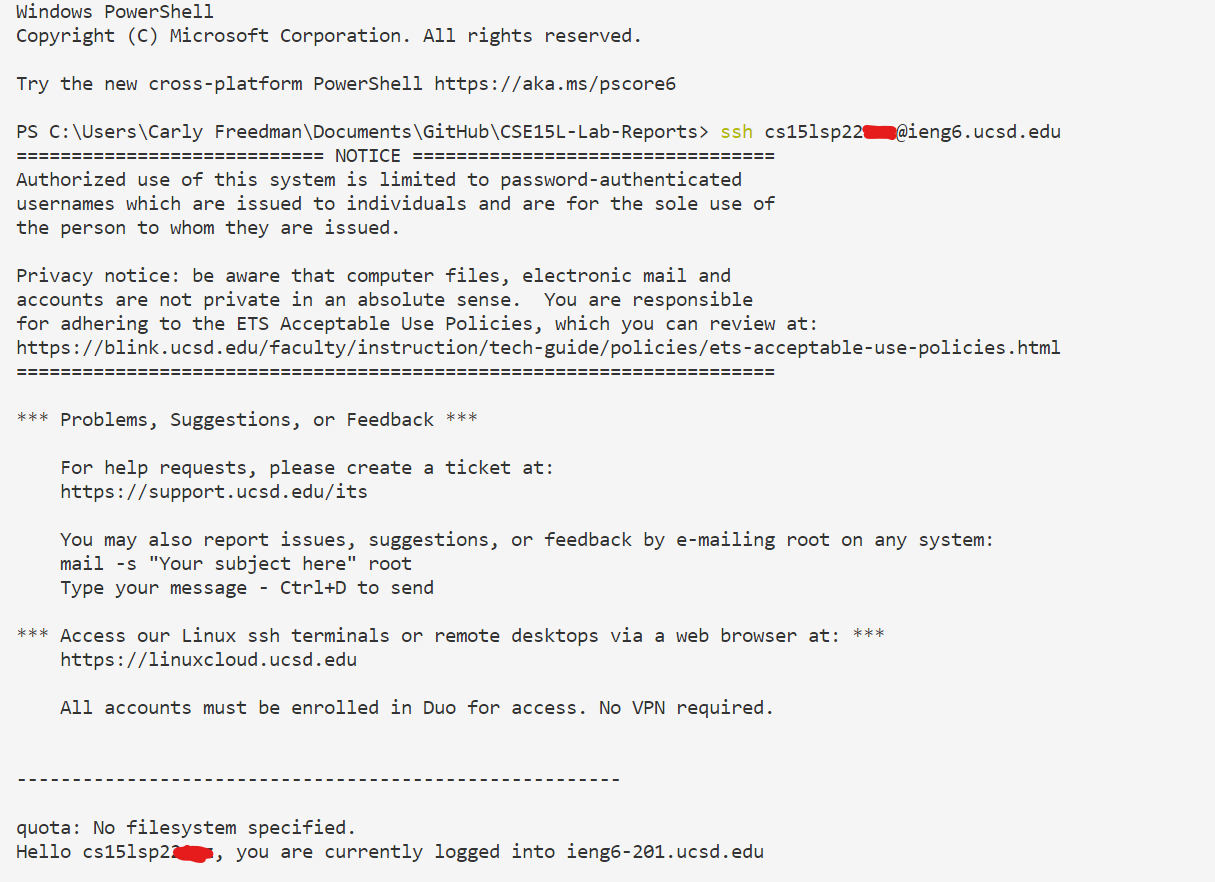 Windows PowerShell
Copyright (C) Microsoft Corporation. All rights reserved.
Try the new cross-platform PowerShell https://aka.ms/pscore6
PS C:\Users\Carly Freedman\Documents\GitHub\CSE15L-Lab-Reports> ssh cs15lsp22@ieng6.ucsd.edu
============================ NOTICE =================================
Authorized use of this system is limited to password-authenticated
usernames which are issued to individuals and are for the sole use of
the person to whom they are issued.
Privacy notice: be aware that computer files, electronic mail and
accounts are not private in an absolute sense.  You are responsible
for adhering to the ETS Acceptable Use Policies, which you can review at:
https://blink.ucsd.edu/faculty/instruction/tech-guide/policies/ets-acceptable-use-policies.html
=====================================================================
*** Problems, Suggestions, or Feedback ***
For help requests, please create a ticket at:
https://support.ucsd.edu/its
You may also report issues, suggestions, or feedback by e-mailing root on any system:
mail -s "Your subject here" root
Type your message - Ctrl+D to send
*** Access our Linux ssh terminals or remote desktops via a web browser at: ***
https://linuxcloud.ucsd.edu
All accounts must be enrolled in Duo for access. No VPN required.
-------------------------------------------------------
quota: No filesystem specified.
Hello cs15lsp22, you are currently logged into ieng6-201.ucsd.edu